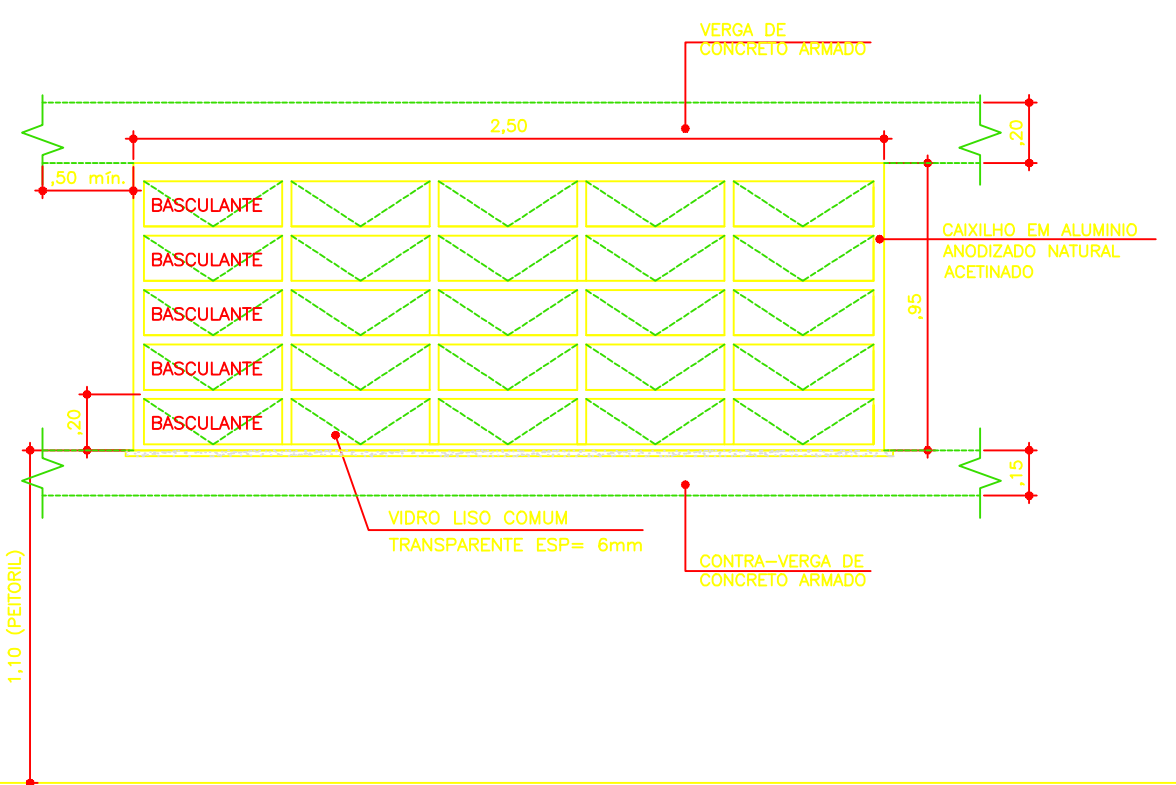 VERGA DE
CONCRETO ARMADO
2,50
,20
,50 mín.
BASCULANTE
CAIXILHO EM ALUMINIO
ANODIZADO NATURAL
ACETINADO
BASCULANTE
BASCULANTE
,95
BASCULANTE
,20
BASCULANTE
,15
VIDRO LISO COMUM
TRANSPARENTE ESP= 6mm
CONTRA-VERGA DE
CONCRETO ARMADO
1,10 (PEITORIL)